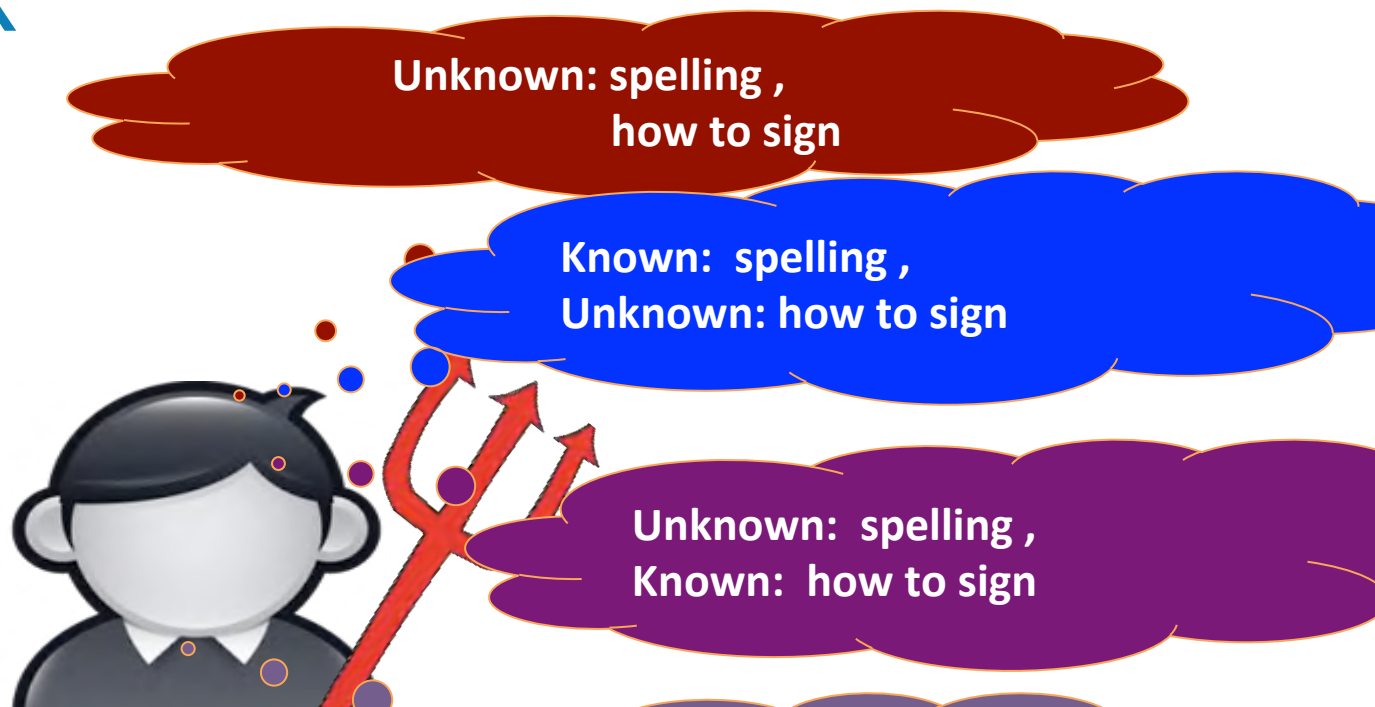 Unknown: spelling ,
how to sign
Known:  spelling ,
Unknown: how to sign
Unknown:  spelling ,
Known:  how to sign